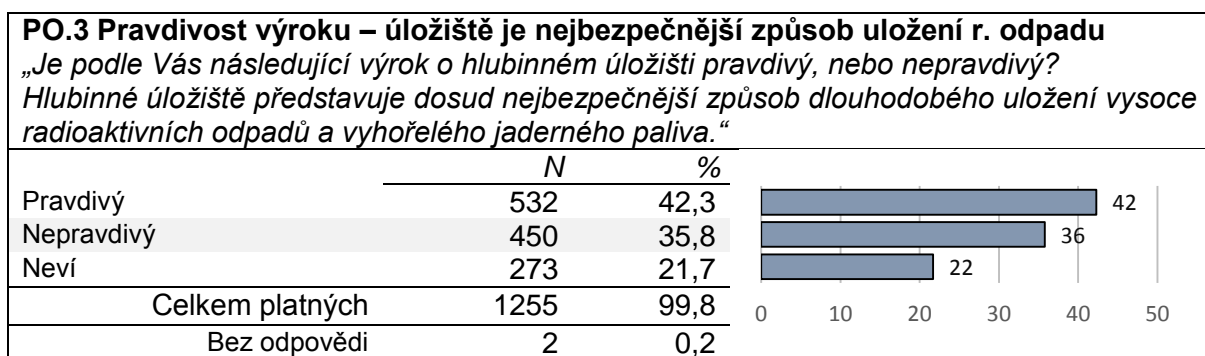 PO.3 Pravdivost výroku – úložiště je nejbezpečnější způsob uložení r. odpadu
„Je podle Vás následující výrok o hlubinném úložišti pravdivý, nebo nepravdivý?
Hlubinné úložiště představuje dosud nejbezpečnější způsob dlouhodobého uložení vysoce
radioaktivních odpadů a vyhořelého jaderného paliva.“
N %
Pravdivý 532 42,3
Nepravdivý 450 35,8
Neví 273 21,7
Celkem platných 1255 99,8
Bez odpovědi 2 0,2
42
36
22
0 10 20 30 40 50